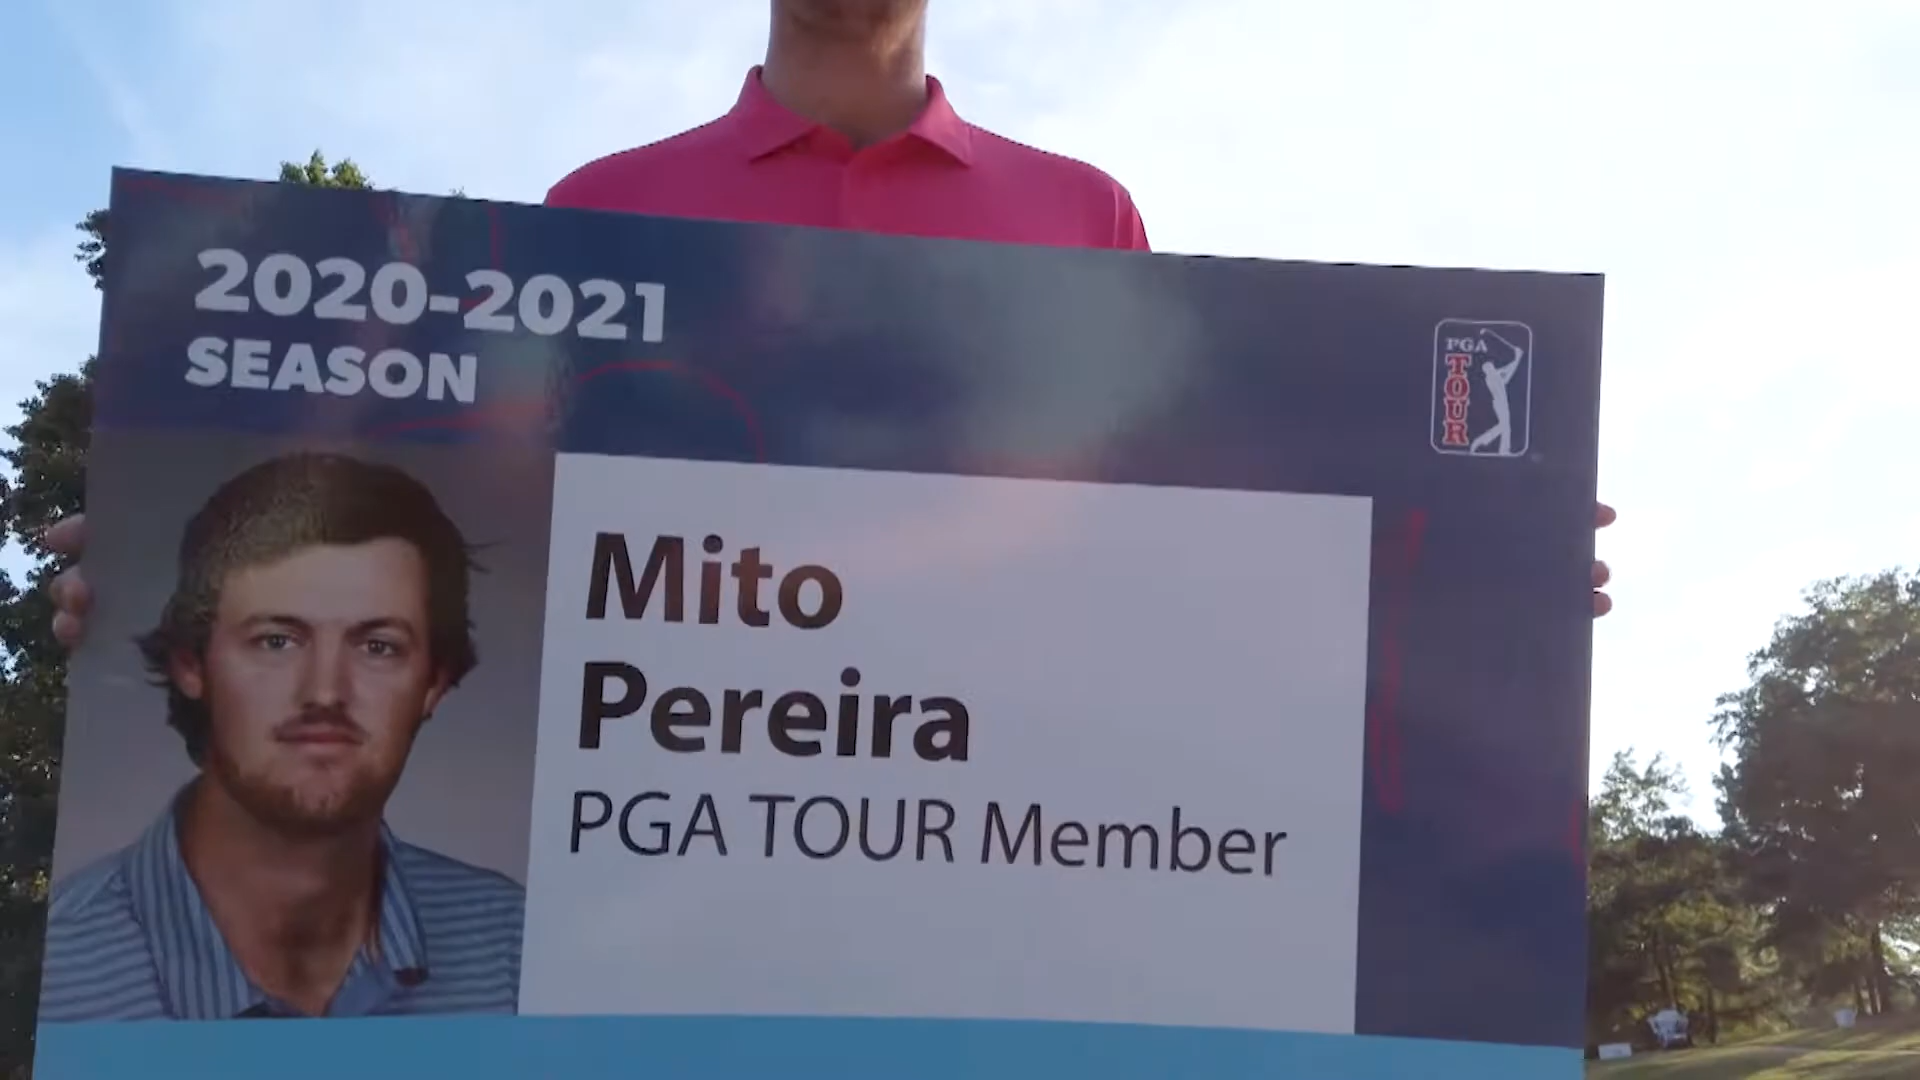 2020-2021
SEASON
PGA
TOUR
Mito
Pereira
PGA TOUR Member